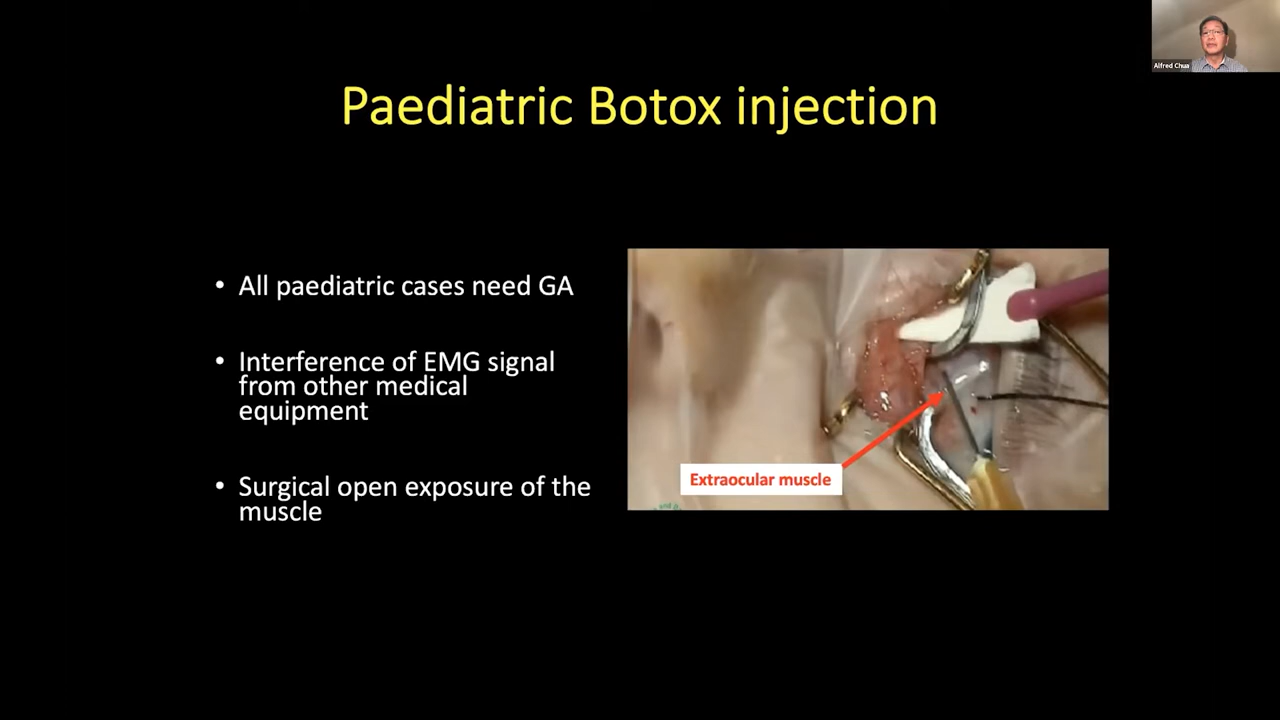 Alfred Chua
Paediatric Botox injection
• All paediatric cases need GA
• Interference of EMG signal
from other medical
equipment
• Surgical open exposure of the
muscle
Extraocular muscle